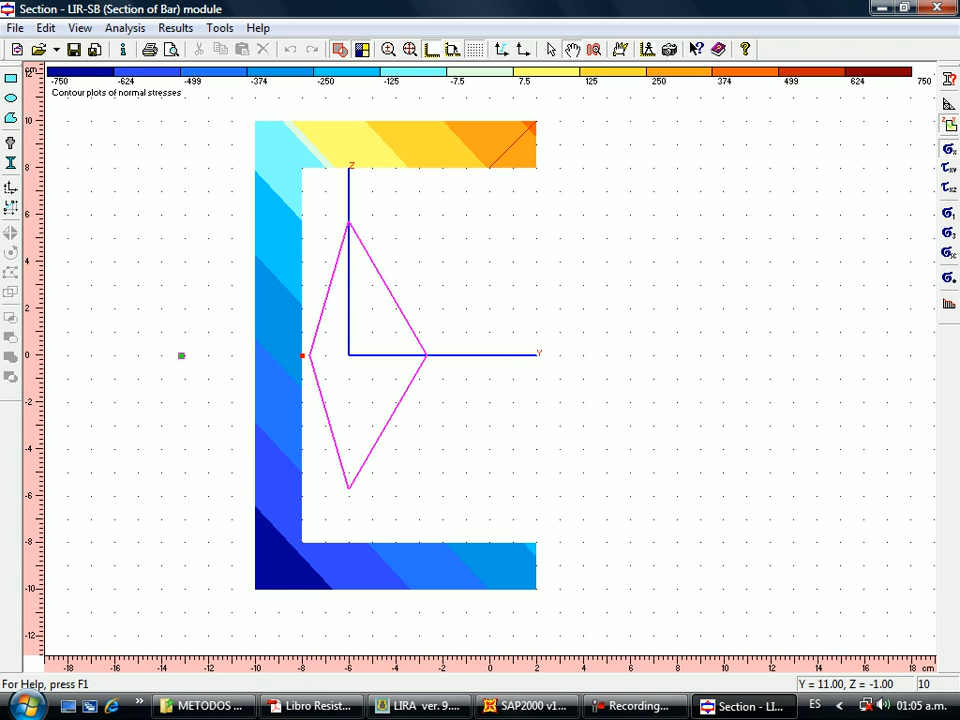 Section - LIR-SB (Section of Bar) module
File Edit View Analysis Results Tools Help
cm
-750 -624 -499 -374 -250 -125 -7.5 7.5 125 250 374 499 624 750
Contour plots of normal stresses
12
10
8
6
4
2
0
-2
-4
-6
-8
-10
-12
Z
Y
-18 -16 -14 -12 -10 -8 -6 -4 -2 0 2 4 6 8 10 12 14 16 18 cm
For Help, press F1
Y = 11.00, Z = -1.00 10
METODOS ... Libro Resist... LIRA ver. 9.... SAP2000 v1... Recording... Section - LI... ES 01:05 a.m.